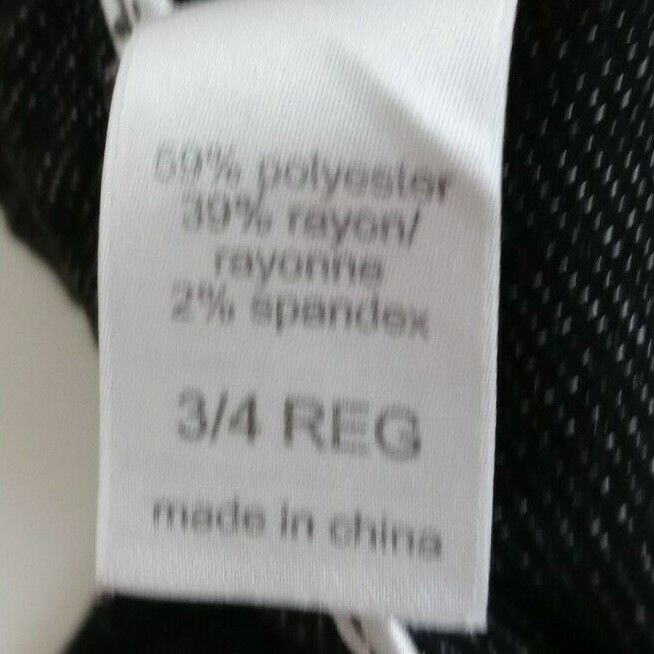 59% polyester
39% rayon/
rayonne
2% spandex
3/4 REG
made in china